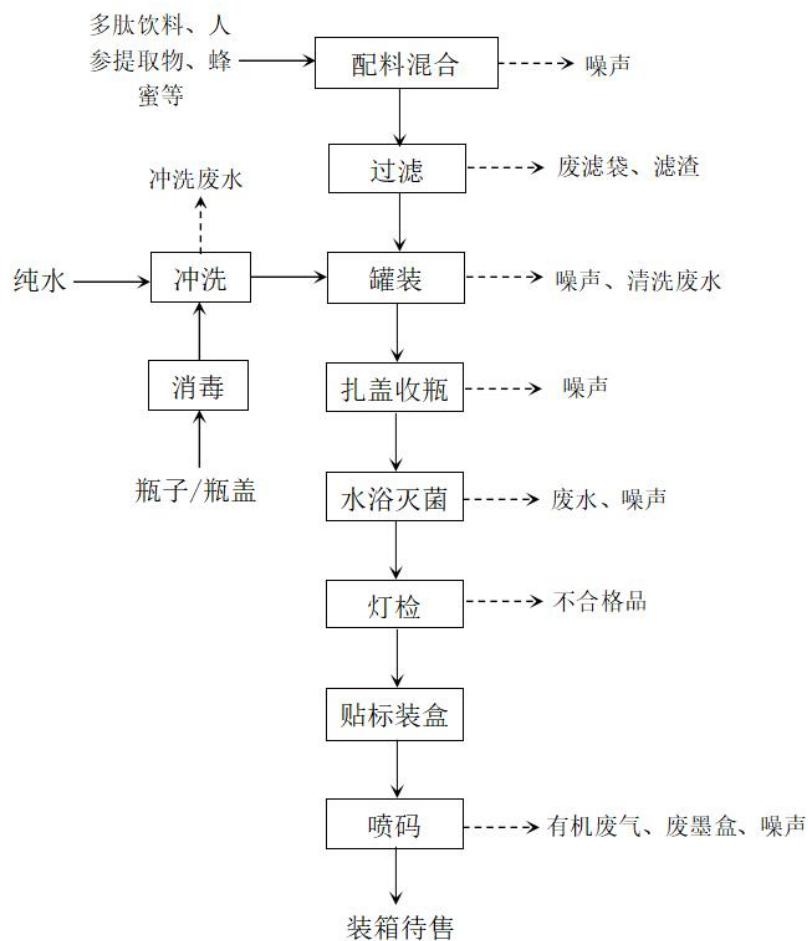 多肽饮料、人
参提取物、蜂
蜜等
配料混合
噪声
过滤
废滤袋、滤渣
冲洗废水
纯水
冲洗
罐装
噪声、清洗废水
消毒
扎盖收瓶
噪声
瓶子/瓶盖
水浴灭菌
废水、噪声
灯检
不合格品
贴标装盒
喷码
有机废气、废墨盒、噪声
装箱待售